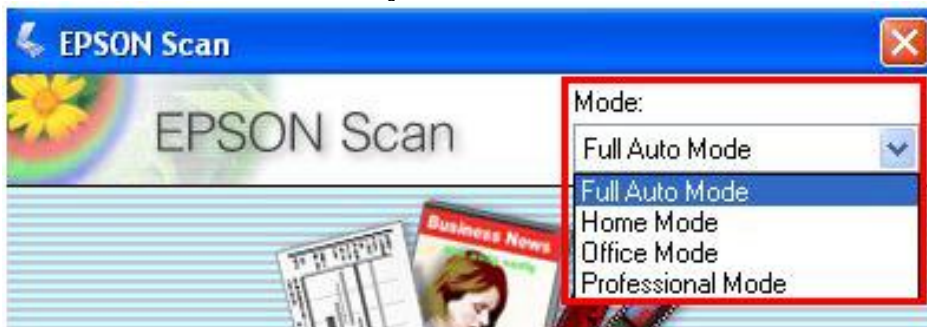 EPSON Scan
EPSON Scan
Mode:
Full Auto Mode
Full Auto Mode
Home Mode
Office Mode
Professional Mode
Business News